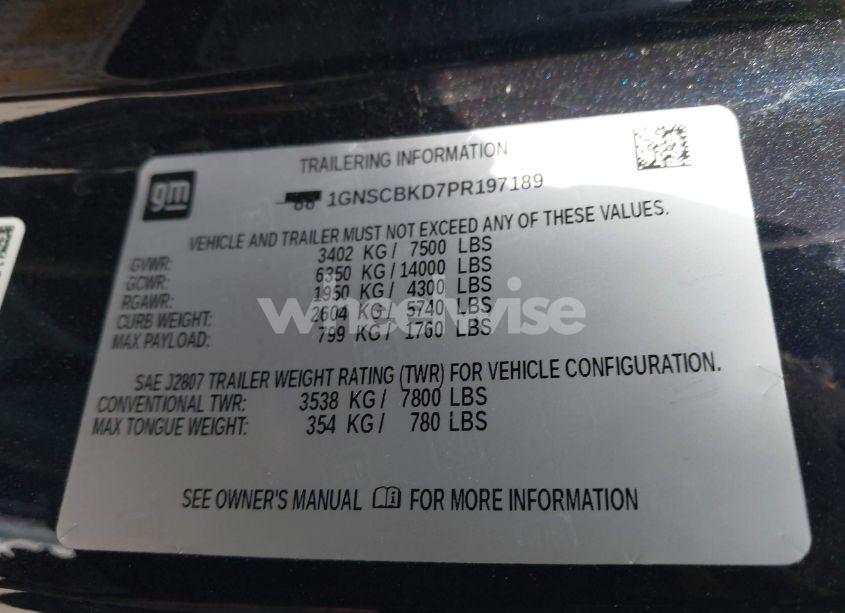 TRAILERING INFORMATION
gm
1GNSCBKD7PR197189
VEHICLE AND TRAILER MUST NOT EXCEED ANY OF THESE VALUES.
GVWR: 3402 KG / 7500 LBS
GCWR: 6350 KG / 14000 LBS
RGAWR: 1950 KG / 4300 LBS
CURB WEIGHT: 2604 KG / 5740 LBS
MAX PAYLOAD: 799 KG / 1760 LBS
wheelwise
SAE J2807 TRAILER WEIGHT RATING (TWR) FOR VEHICLE CONFIGURATION.
CONVENTIONAL TWR: 3538 KG / 7800 LBS
MAX TONGUE WEIGHT: 354 KG / 780 LBS
SEE OWNER'S MANUAL FOR MORE INFORMATION